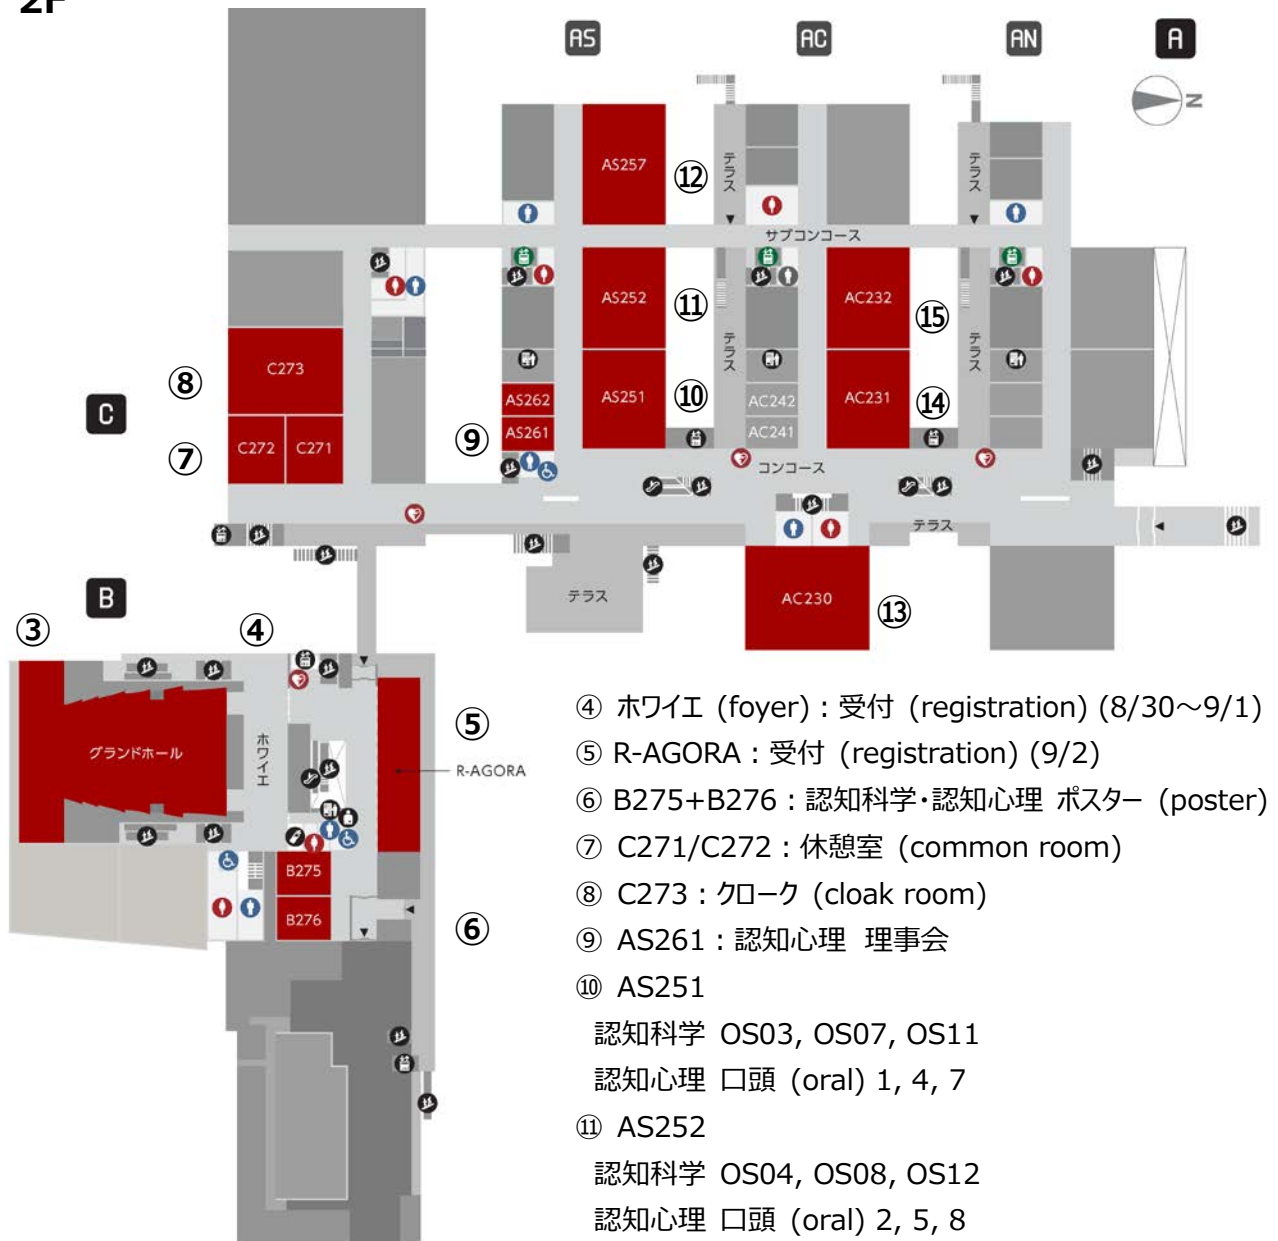 2F
AS
AC
AN
A
N
AS257
⑫
テラス
テラス
サブコンコース
AS252
⑪
テラス
AC232
⑮
テラス
C273
⑧
C
AS262
AS251
⑩
AC242
AC231
⑭
C272
C271
⑦
⑨
AS261
AC241
コンコース
テラス
B
テラス
AC230
⑬
③
④
グランドホール
ホワイエ
⑤
R-AGORA
B275
B276
⑥
④ ホワイエ (foyer) : 受付 (registration) (8/30～9/1)
⑤ R-AGORA : 受付 (registration) (9/2)
⑥ B275+B276 : 認知科学・認知心理 ポスター (poster)
⑦ C271/C272 : 休憩室 (common room)
⑧ C273 : クローク (cloak room)
⑨ AS261 : 認知心理 理事会
⑩ AS251
認知科学 OS03, OS07, OS11
認知心理 口頭 (oral) 1, 4, 7
⑪ AS252
認知科学 OS04, OS08, OS12
認知心理 口頭 (oral) 2, 5, 8